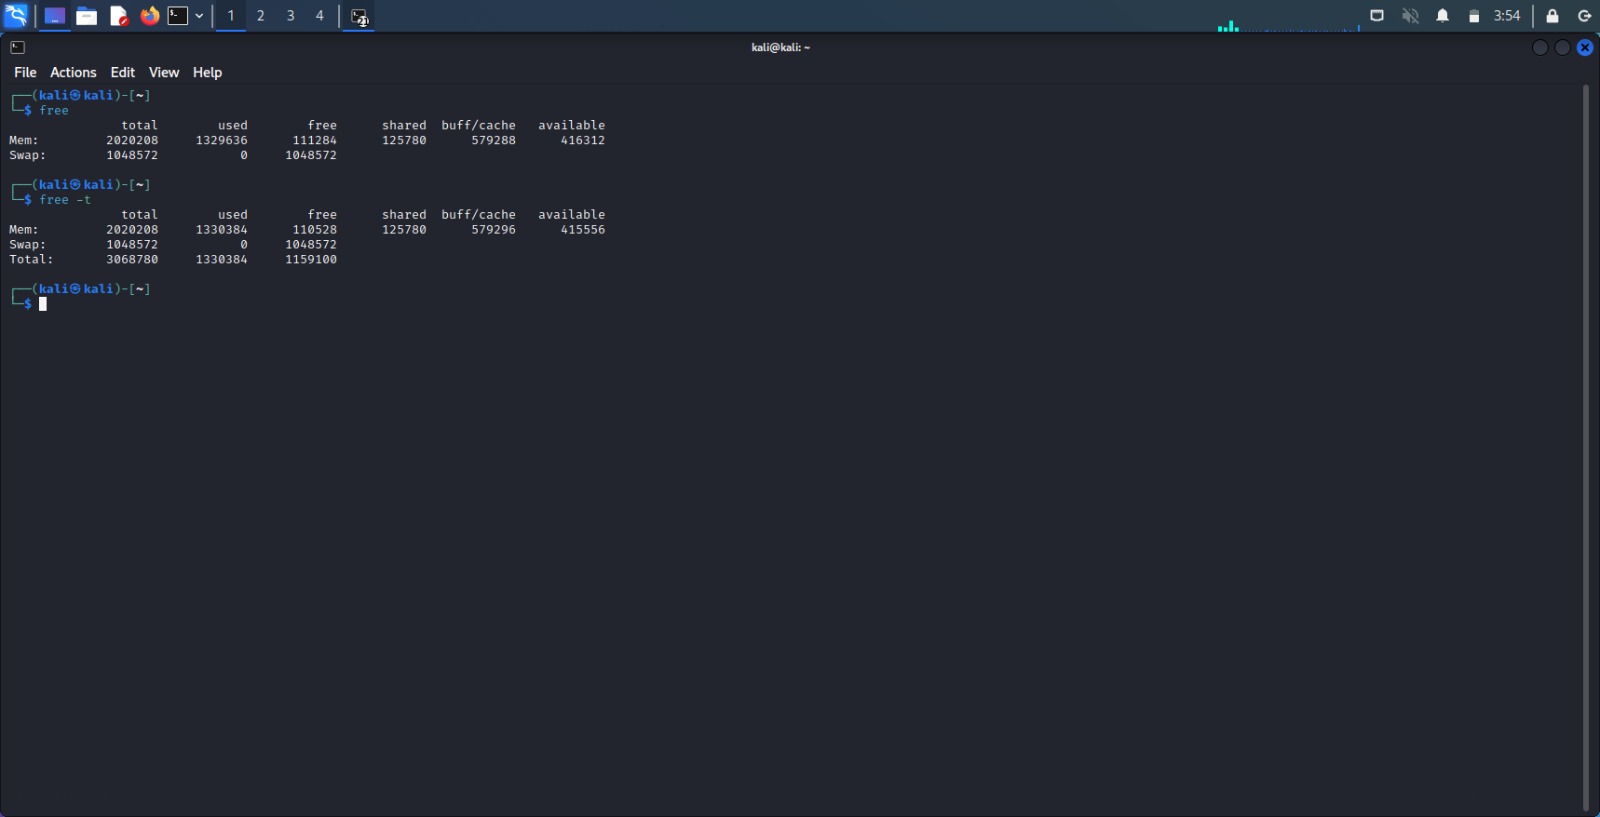 1 2 3 4 3:54
kali@kali: ~
File Actions Edit View Help
┌──(kali㉿kali)-[~]
└─$ free
total used free shared buff/cache available
Mem: 2020208 1329636 111284 125780 579288 416312
Swap: 1048572 0 1048572
┌──(kali㉿kali)-[~]
└─$ free -t
total used free shared buff/cache available
Mem: 2020208 1330384 110528 125780 579296 415556
Swap: 1048572 0 1048572
Total: 3068780 1330384 1159100
┌──(kali㉿kali)-[~]
└─$